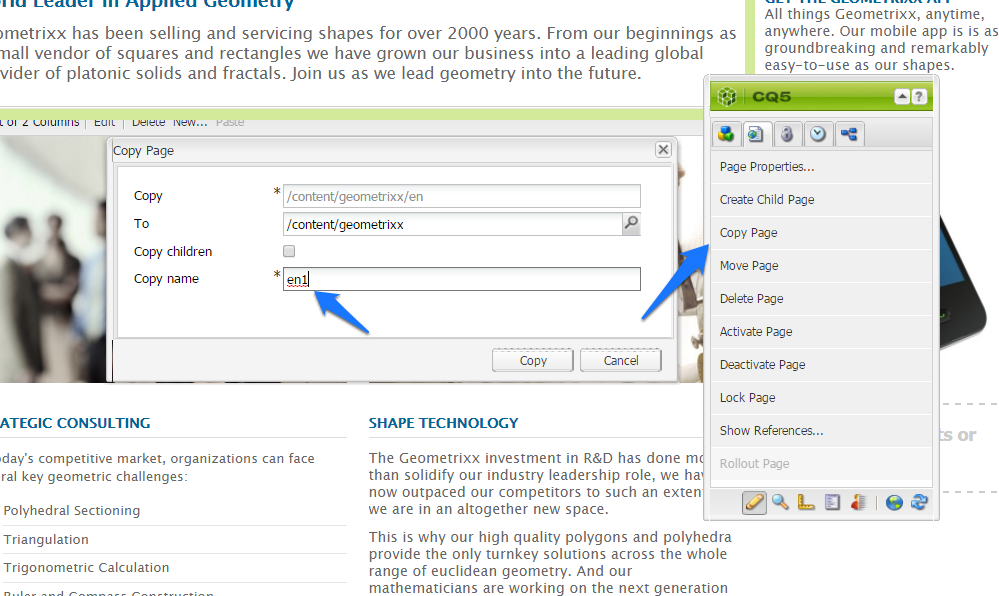 World Leader in Applied Geometry
ometrixx has been selling and servicing shapes for over 2000 years. From our beginnings as
small vendor of squares and rectangles we have grown our business into a leading global
vider of platonic solids and fractals. Join us as we lead geometry into the future.
GET THE GEOMETRIXX APP
All things Geometrixx, anytime,
anywhere. Our mobile app is is as
groundbreaking and remarkably
easy-to-use as our shapes.
t of 2 Columns | Edit | Delete New... Paste
Copy Page
Copy * /content/geometrixx/en
To /content/geometrixx
Copy children
Copy name * en1
Copy Cancel
CQ5
?
Page Properties...
Create Child Page
Copy Page
Move Page
Delete Page
Activate Page
Deactivate Page
Lock Page
Show References...
Rollout Page
ts or
ATEGIC CONSULTING
oday's competitive market, organizations can face
ral key geometric challenges:
Polyhedral Sectioning
Triangulation
Trigonometric Calculation
Ruler and Compass Construction
SHAPE TECHNOLOGY
The Geometrixx investment in R&D has done mo
than solidify our industry leadership role, we hav
now outpaced our competitors to such an extent
we are in an altogether new space.
This is why our high quality polygons and polyhedra
provide the only turnkey solutions across the whole
range of euclidean geometry. And our
mathematicians are working on the next generation